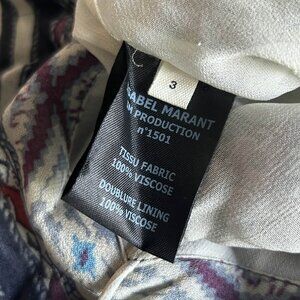 3
ABEL MARANT
M PRODUCTION
n°1501
TISSU FABRIC
100% VISCOSE
DOUBLURE LINING
100% VISCOSE